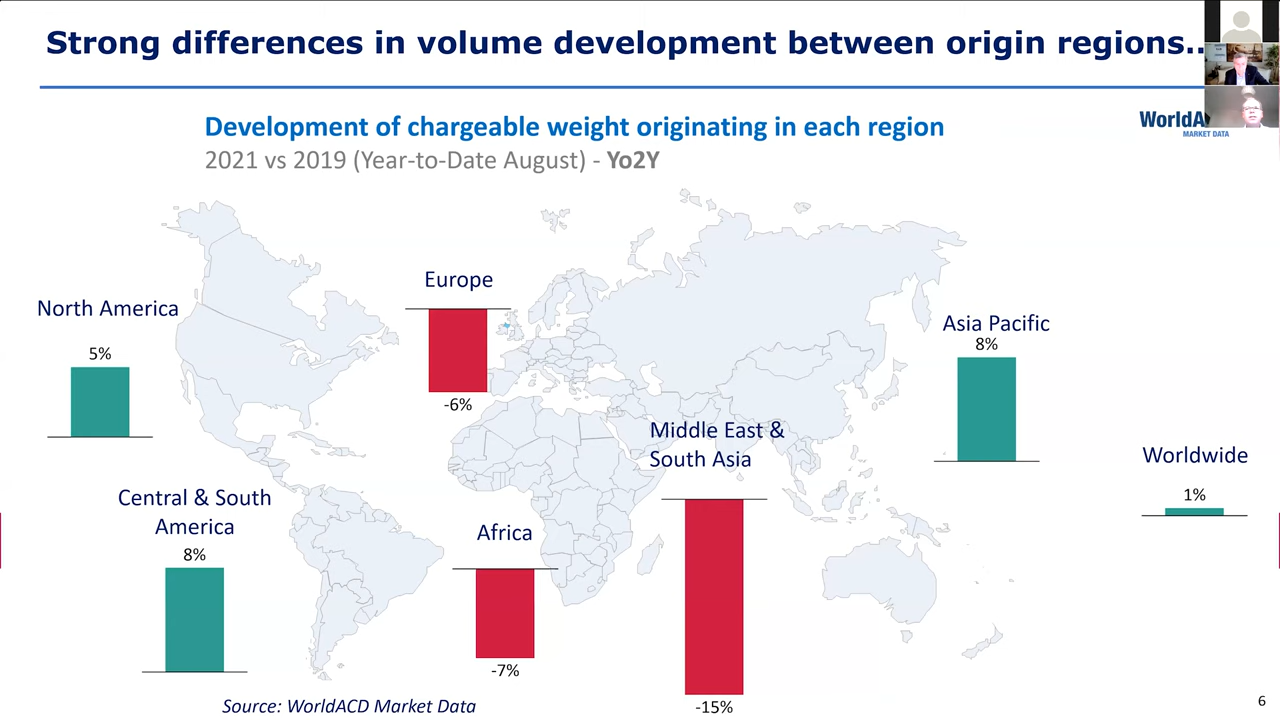 Strong differences in volume development between origin regions..
Development of chargeable weight originating in each region
2021 vs 2019 (Year-to-Date August) - Yo2Y
WorldA
MARKET DATA
Europe
-6%
North America
5%
Asia Pacific
8%
Middle East &
South Asia
-15%
Worldwide
1%
Central & South
America
8%
Africa
-7%
Source: WorldACD Market Data
6